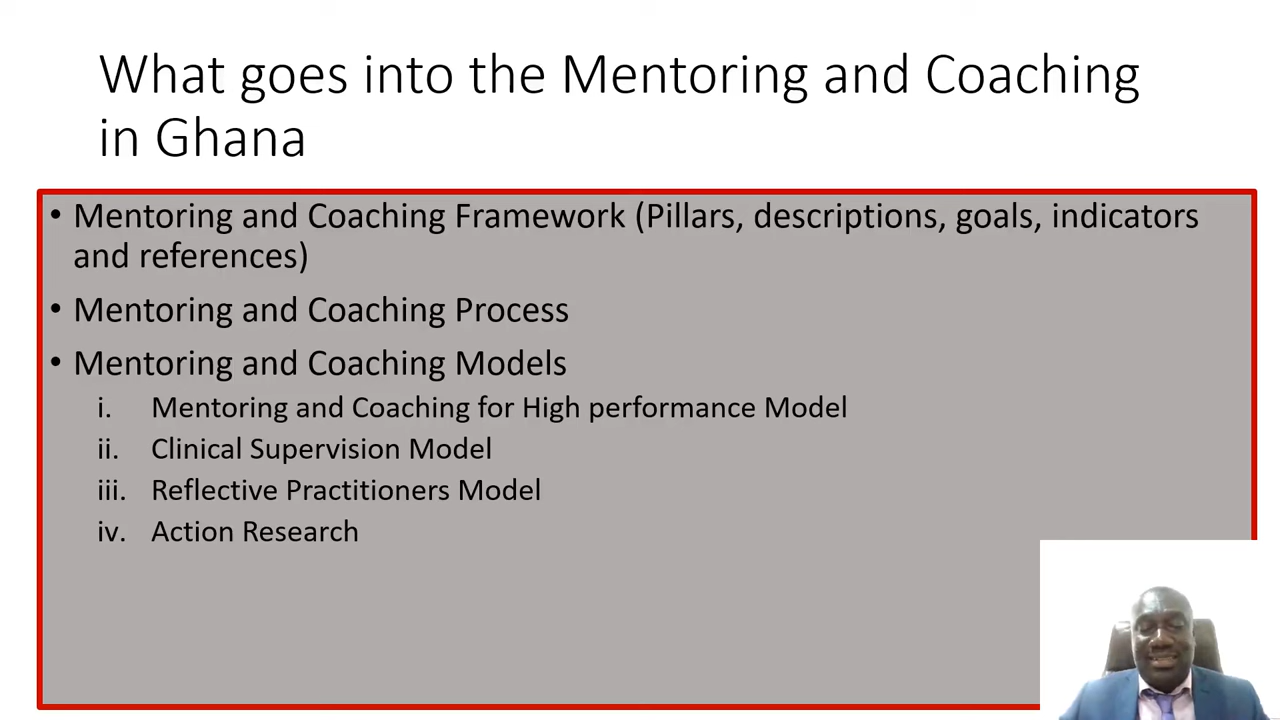 What goes into the Mentoring and Coaching
in Ghana
• Mentoring and Coaching Framework (Pillars, descriptions, goals, indicators
and references)
• Mentoring and Coaching Process
• Mentoring and Coaching Models
i. Mentoring and Coaching for High performance Model
ii. Clinical Supervision Model
iii. Reflective Practitioners Model
iv. Action Research